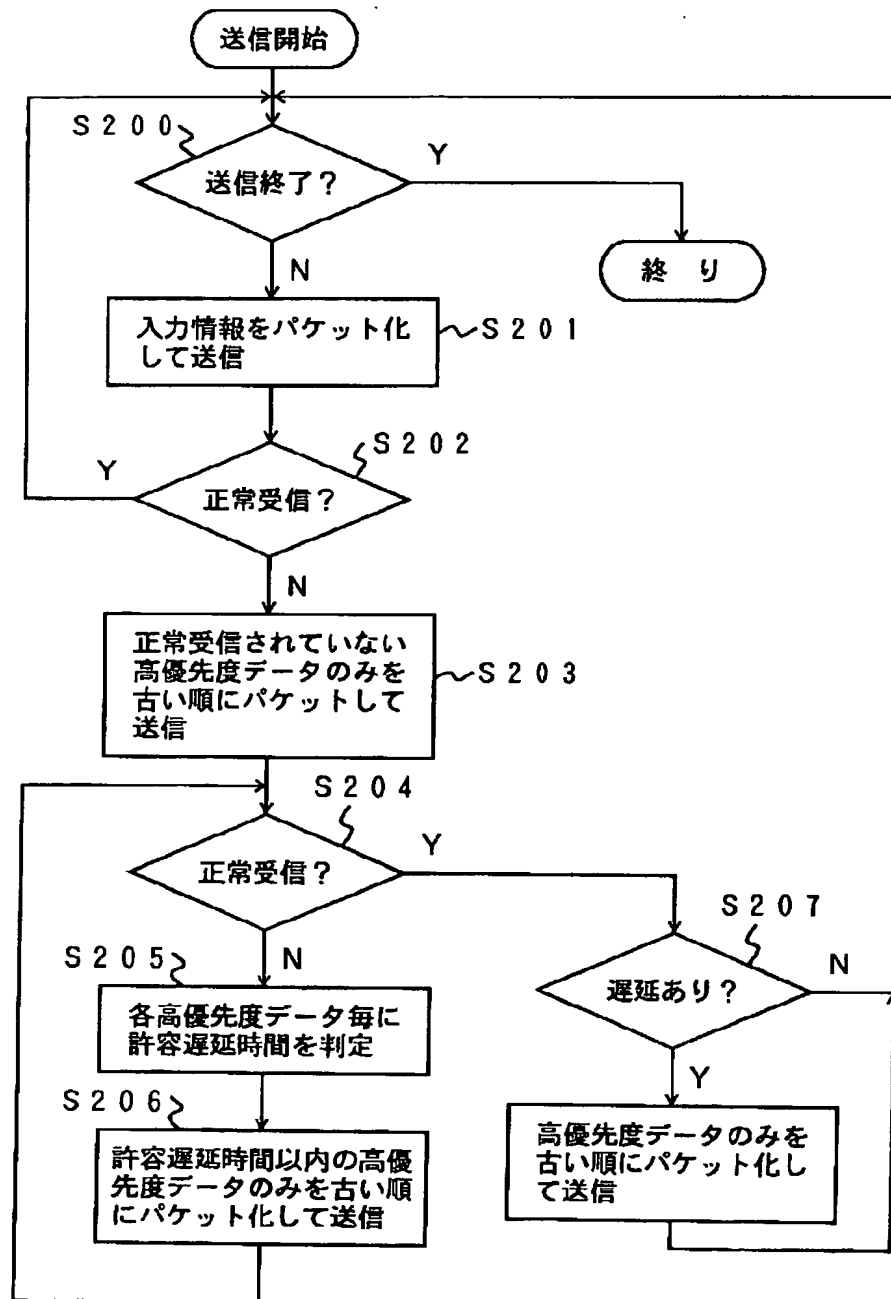 送信開始
S200
送信終了?
Y
N
終り
入力情報をパケット化
して送信
S201
S202
正常受信?
Y
N
正常受信されていない
高優先度データのみを
古い順にパケットして
送信
S203
S204
正常受信?
Y
N
S205
各高優先度データ毎に
許容遅延時間を判定
S206
許容遅延時間以内の高優
先度データのみを古い順
にパケット化して送信
S207
遅延あり?
N
Y
高優先度データのみを
古い順にパケット化し
て送信